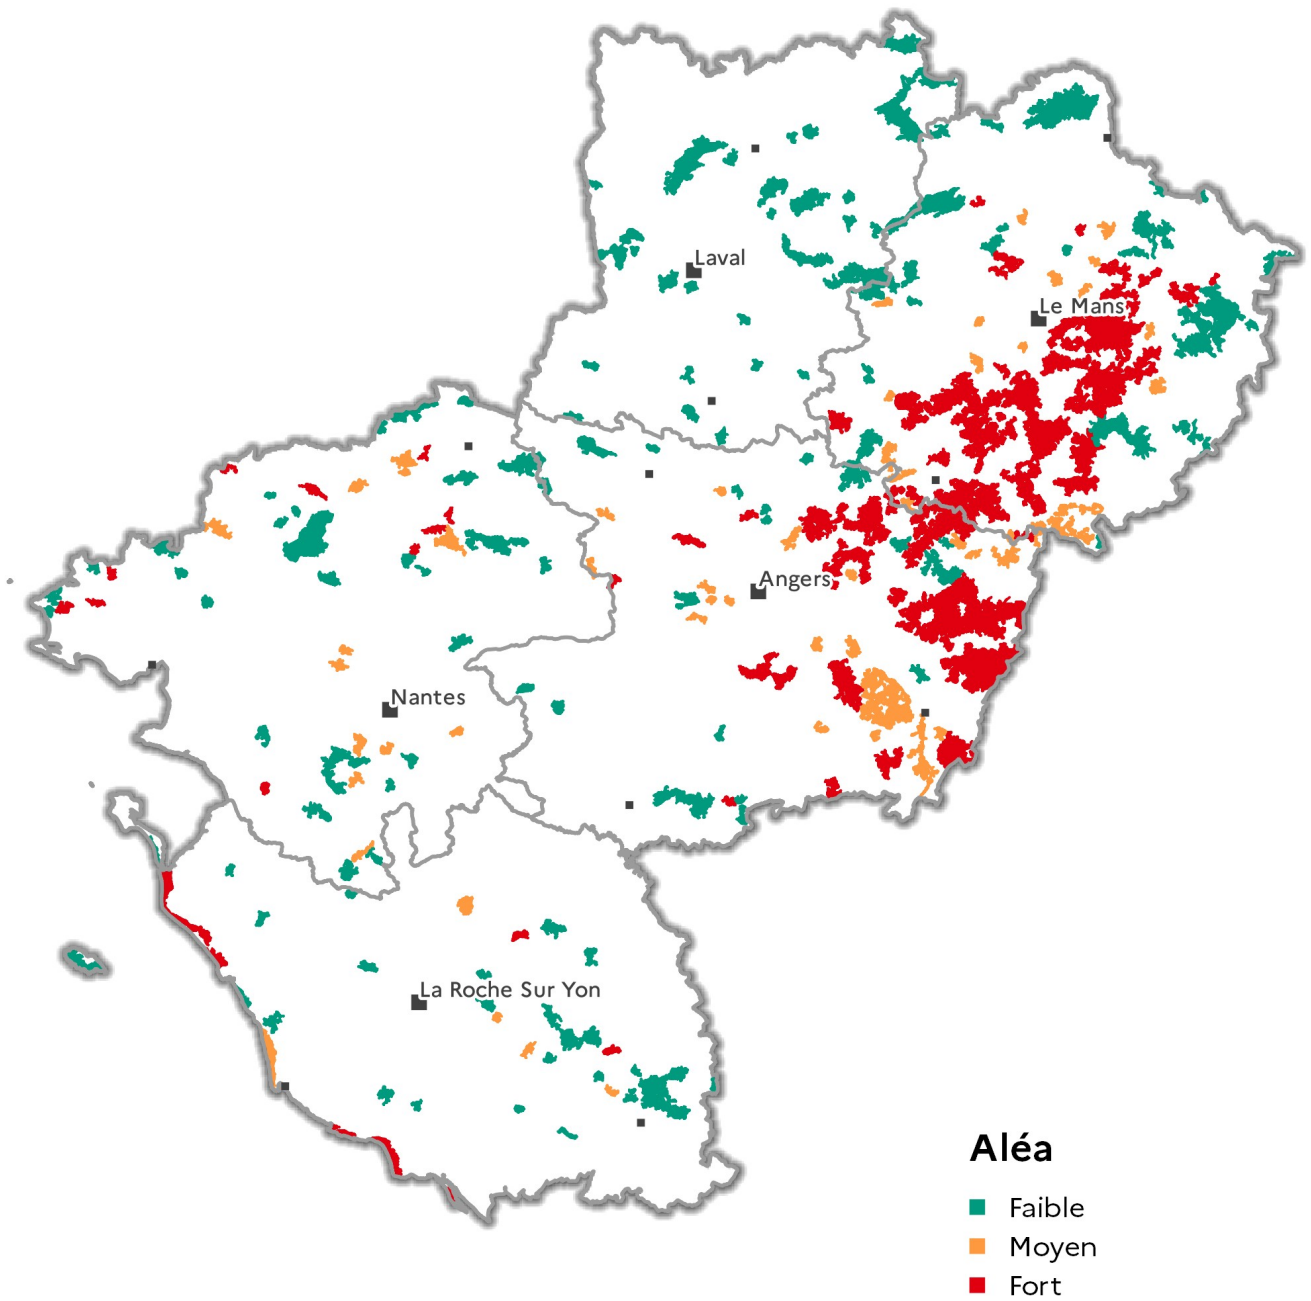 Laval
Le Mans
Angers
Nantes
La Roche Sur Yon
Aléa
Faible
Moyen
Fort